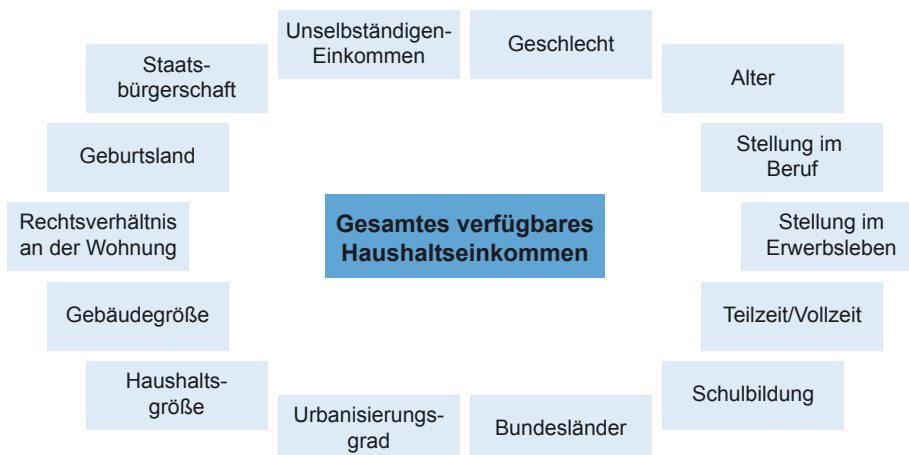 Unselbständigen-
Einkommen
Geschlecht
Staats-
bürgerschaft
Alter
Geburtsland
Stellung im
Beruf
Rechtsverhältnis
an der Wohnung
Gesamtes verfügbares
Haushaltseinkommen
Stellung im
Erwerbsleben
Gebäudegröße
Teilzeit/Vollzeit
Haushalts-
größe
Schulbildung
Urbanisierungs-
grad
Bundesländer